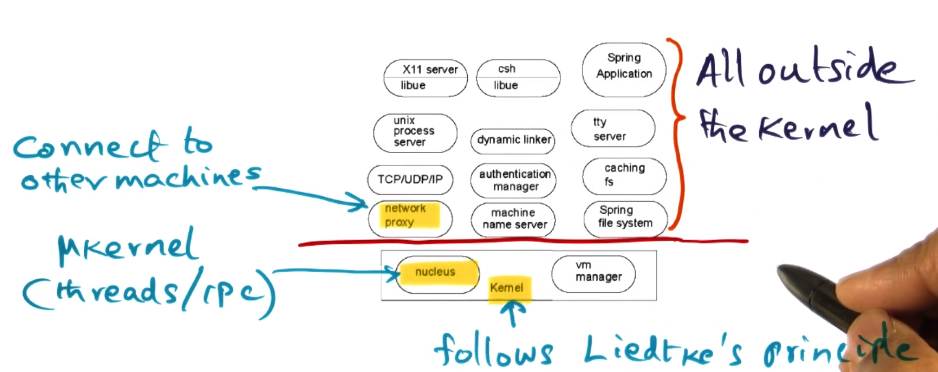 X11 server
libue
csh
libue
Spring
Application
All outside
the Kernel
unix
process
server
dynamic linker
tty
server
Connect to
other machines
TCP/UDP/IP
authentication
manager
caching
fs
network
proxy
machine
name server
Spring
file system
μKernel
(threads/ipc)
nucleus
Kernel
vm
manager
follows Liedtke's principle